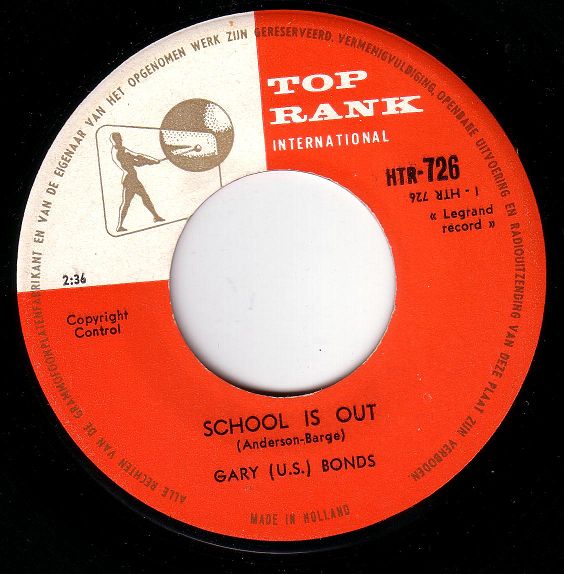 ALLE RECHTEN VAN DE GRAMMOFOONPLATENFABRIKANT EN VAN DE EIGENAAR VAN HET OPGENOMEN WERK ZIJN GERESERVEERD. VERMENIGVULDIGING, OPENBARE UITVOERING EN RADIOUITZENDING VAN DEZE PLAAT ZIJN VERBODEN
TOP
RANK
INTERNATIONAL
HTR-726
I - HTR 726
« Legrand
record »
2:36
Copyright
Control
SCHOOL IS OUT
(Anderson-Barge)
GARY (U.S.) BONDS
MADE IN HOLLAND